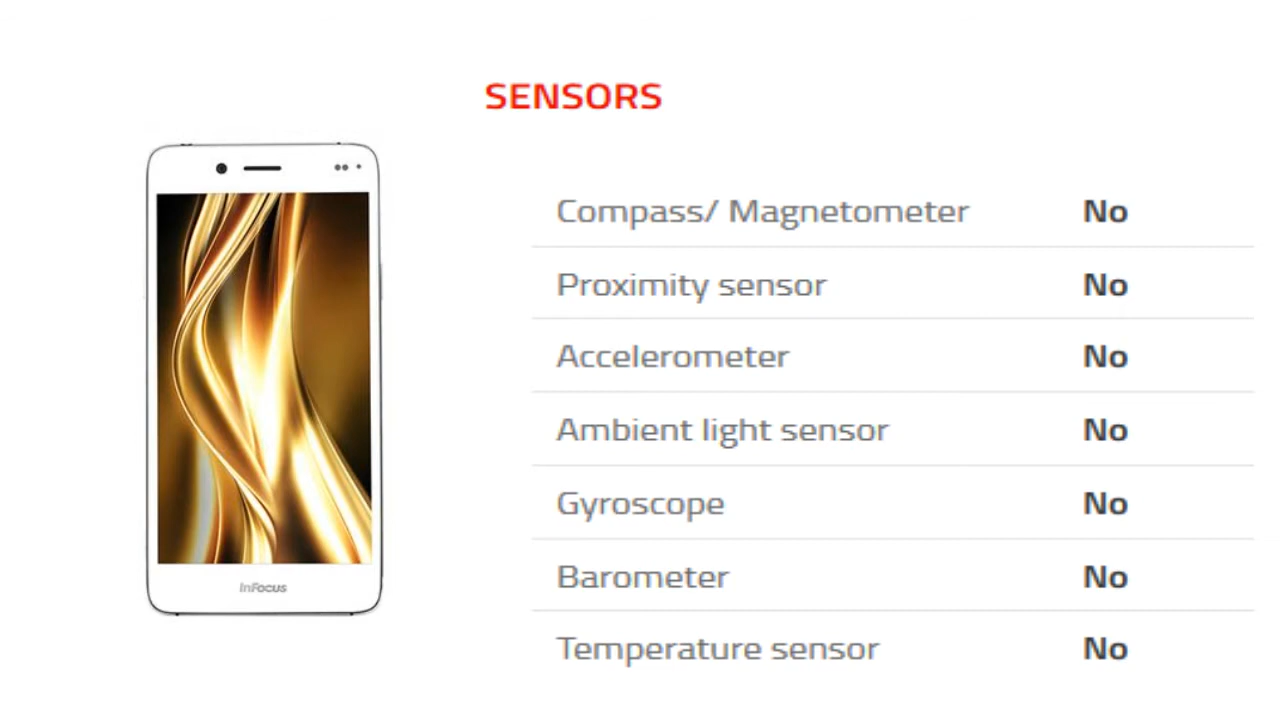 SENSORS
Compass/ Magnetometer No
Proximity sensor No
Accelerometer No
Ambient light sensor No
Gyroscope No
Barometer No
Temperature sensor No
InFocus